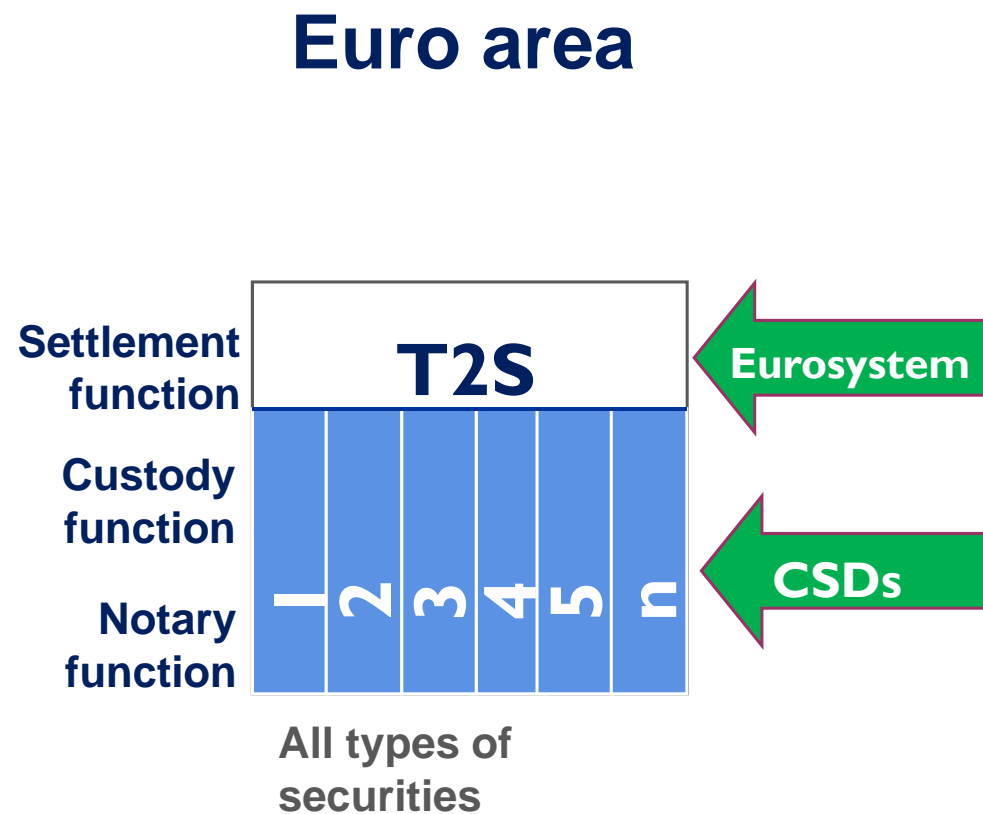 Euro area
Settlement
function
T2S
Eurosystem
Custody
function
Notary
function
1
2
3
4
5
n
CSDs
All types of
securities